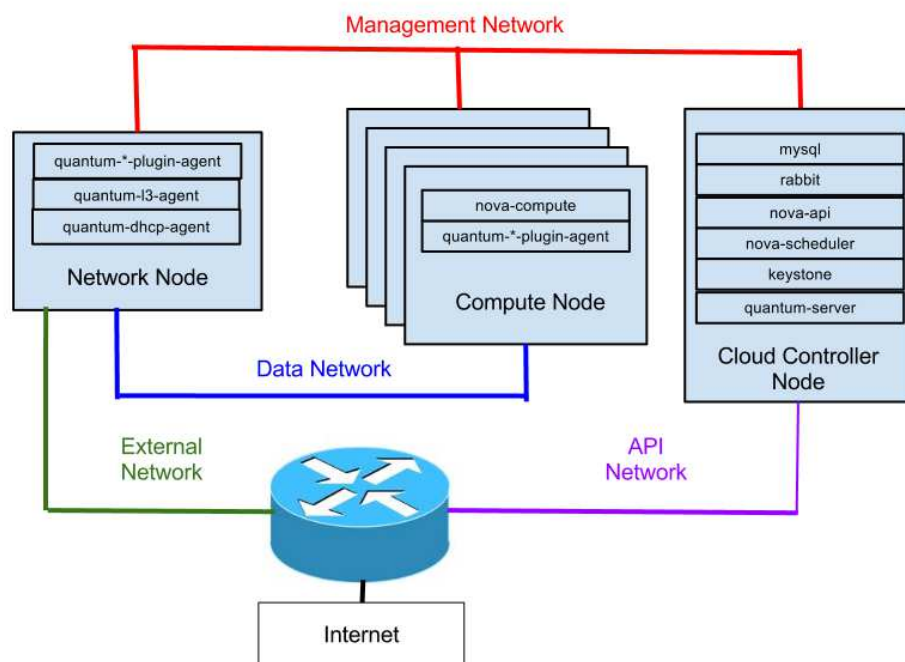 Management Network
quantum-*-plugin-agent
quantum-l3-agent
quantum-dhcp-agent
Network Node
nova-compute
quantum-*-plugin-agent
Compute Node
mysql
rabbit
nova-api
nova-scheduler
keystone
quantum-server
Cloud Controller
Node
Data Network
External
Network
API
Network
Internet